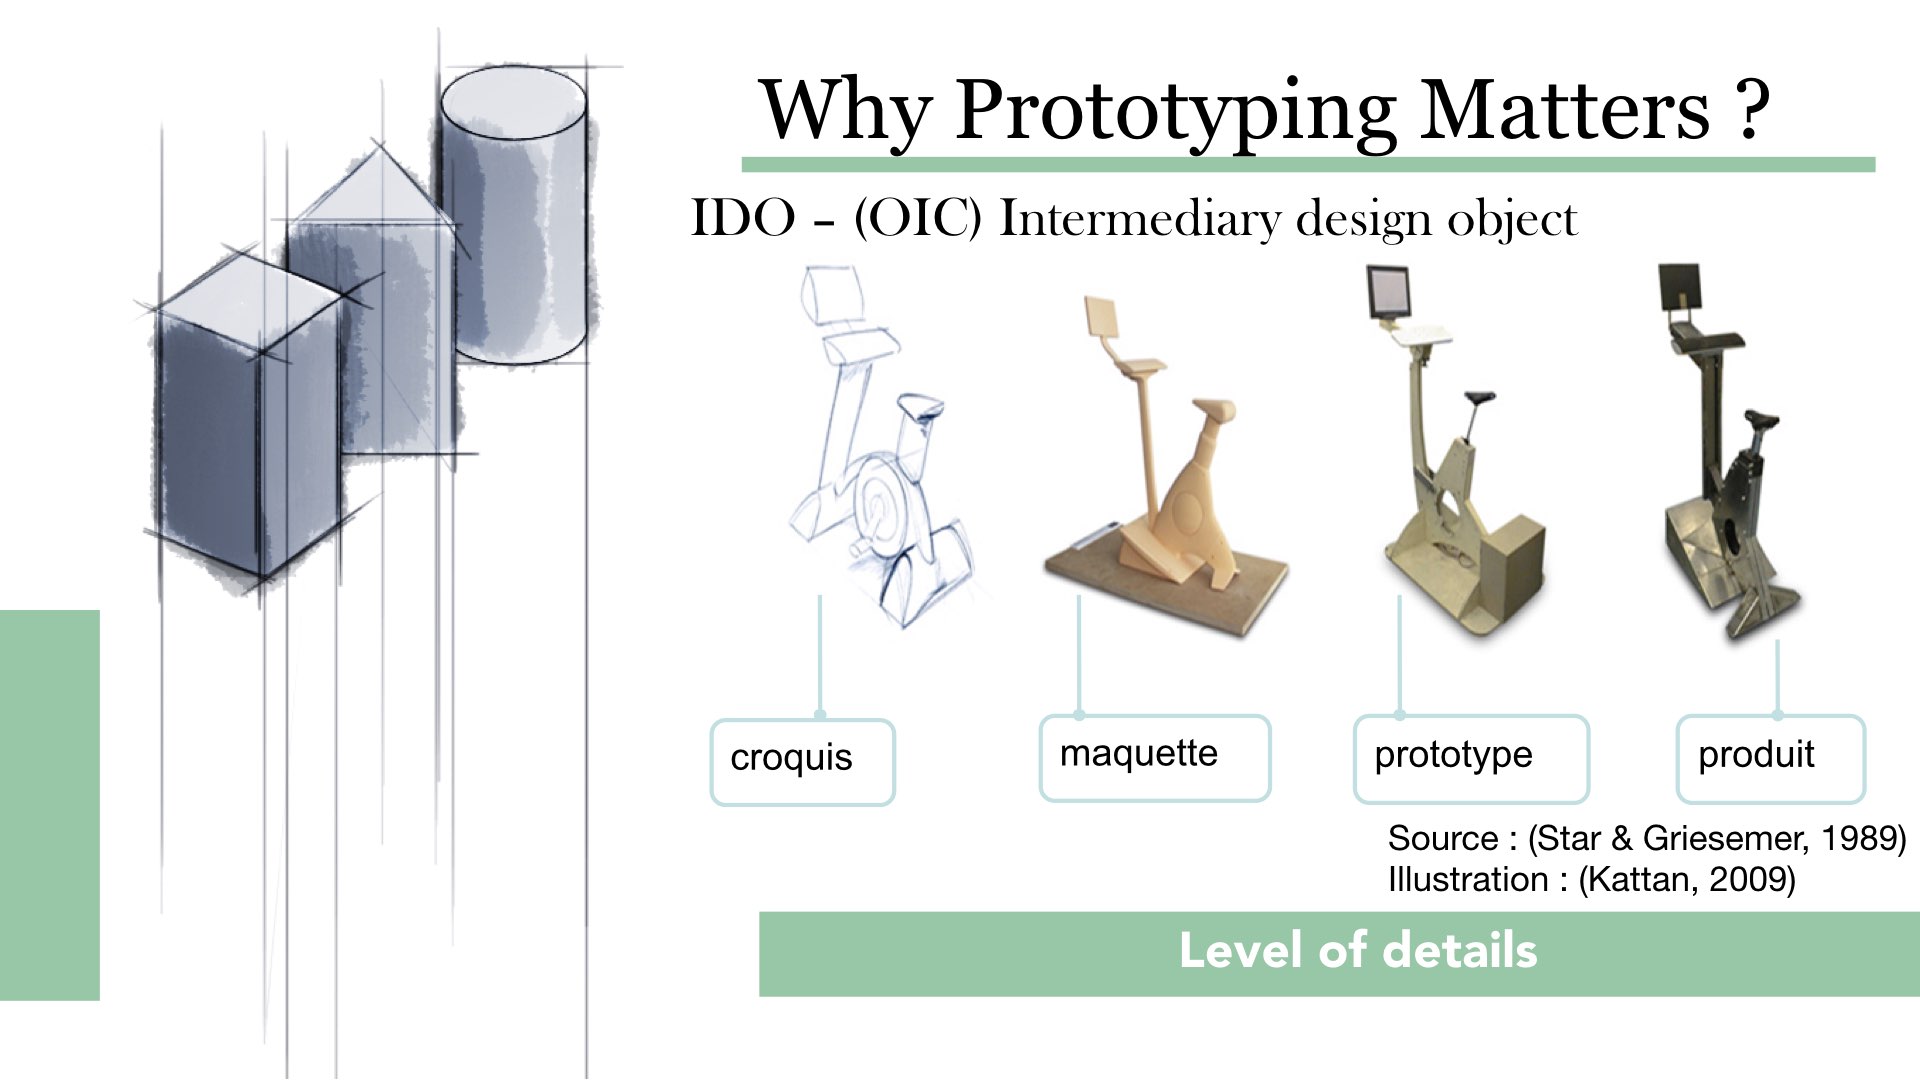 Why Prototyping Matters ?
IDO – (OIC) Intermediary design object
croquis
maquette
prototype
produit
Source : (Star & Griesemer, 1989)
Illustration : (Kattan, 2009)
Level of details